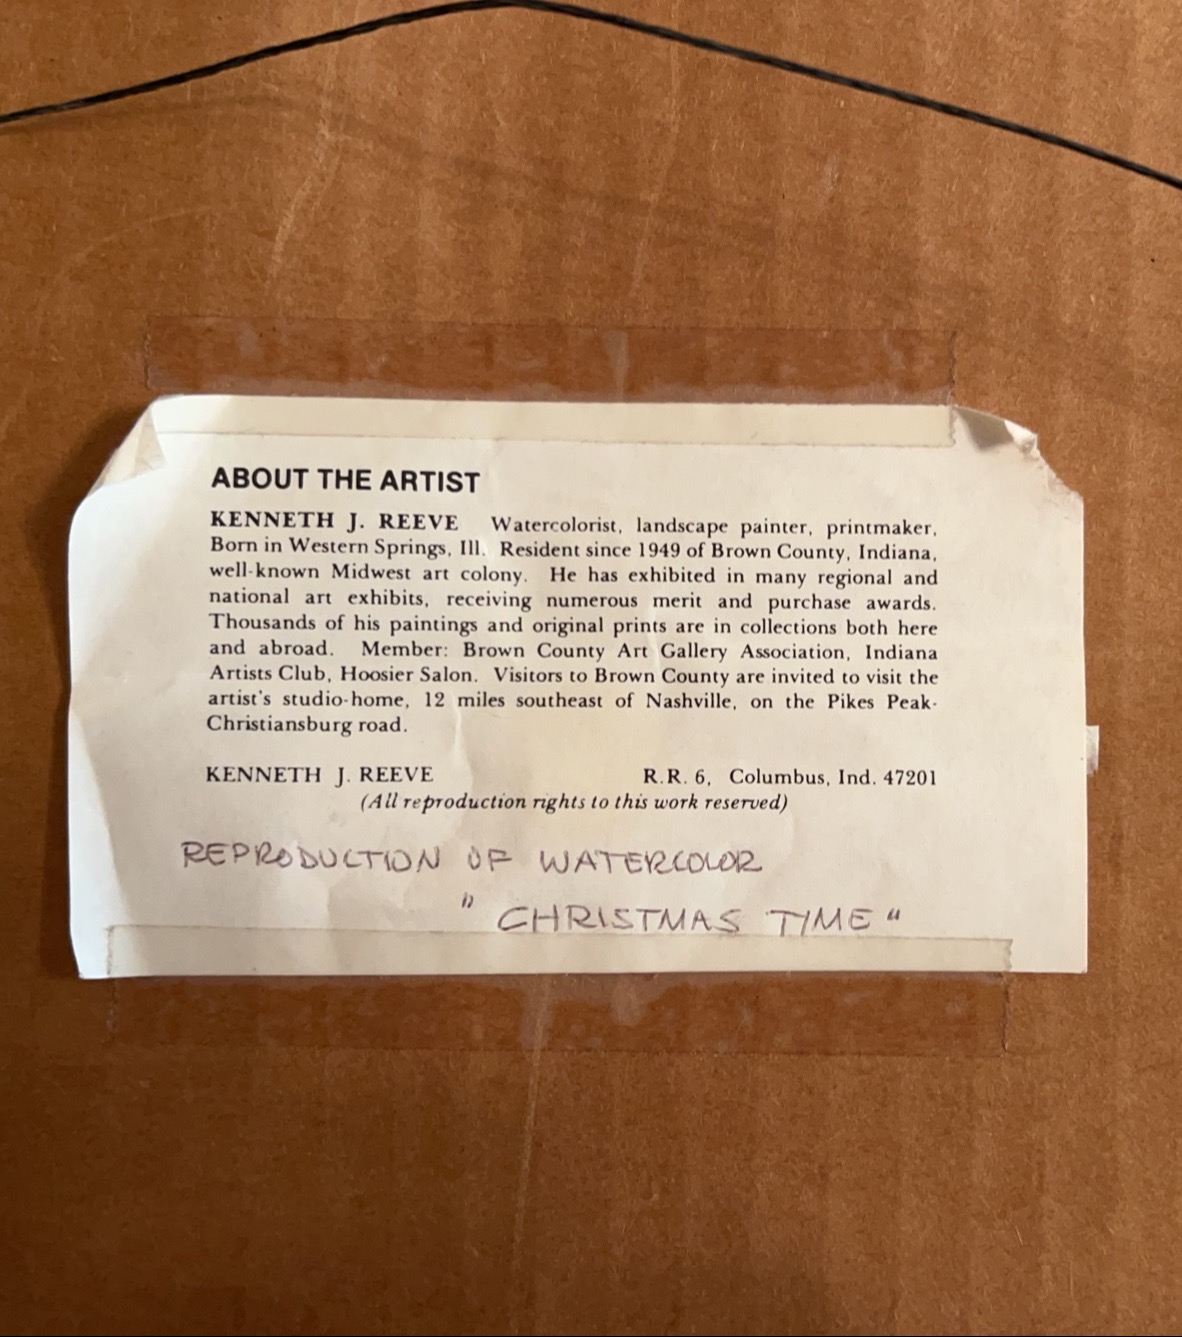 ABOUT THE ARTIST
KENNETH J. REEVE Watercolorist, landscape painter, printmaker,
Born in Western Springs, Ill. Resident since 1949 of Brown County, Indiana,
well-known Midwest art colony. He has exhibited in many regional and
national art exhibits, receiving numerous merit and purchase awards.
Thousands of his paintings and original prints are in collections both here
and abroad. Member: Brown County Art Gallery Association, Indiana
Artists Club, Hoosier Salon. Visitors to Brown County are invited to visit the
artist's studio-home, 12 miles southeast of Nashville, on the Pikes Peak-
Christiansburg road.
KENNETH J. REEVE R.R. 6, Columbus, Ind. 47201
(All reproduction rights to this work reserved)
REPRODUCTION OF WATERCOLOR
"CHRISTMAS TIME"